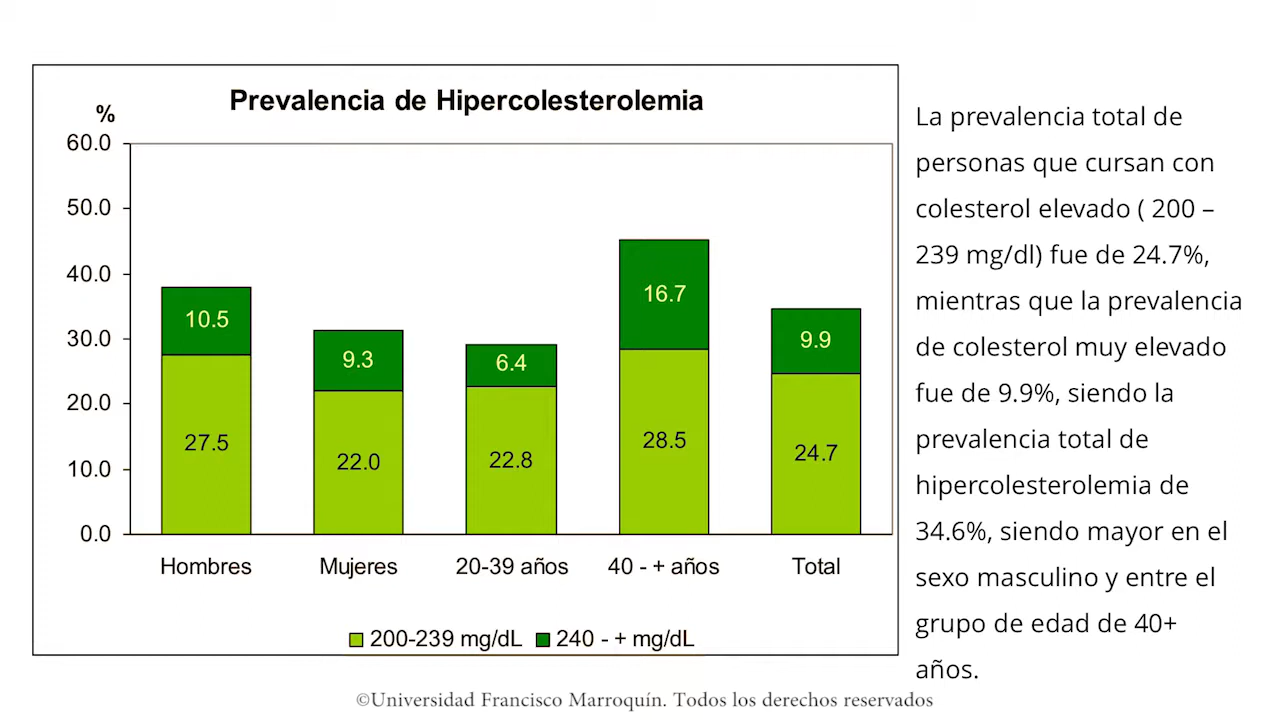 Prevalencia de Hipercolesterolemia
%
60.0
50.0
40.0
30.0
20.0
10.0
0.0
10.5
27.5
9.3
22.0
6.4
22.8
16.7
28.5
9.9
24.7
Hombres
Mujeres
20-39 años
40 - + años
Total
200-239 mg/dL
240 - + mg/dL
La prevalencia total de
personas que cursan con
colesterol elevado ( 200 –
239 mg/dl) fue de 24.7%,
mientras que la prevalencia
de colesterol muy elevado
fue de 9.9%, siendo la
prevalencia total de
hipercolesterolemia de
34.6%, siendo mayor en el
sexo masculino y entre el
grupo de edad de 40+
años.
©Universidad Francisco Marroquín. Todos los derechos reservados